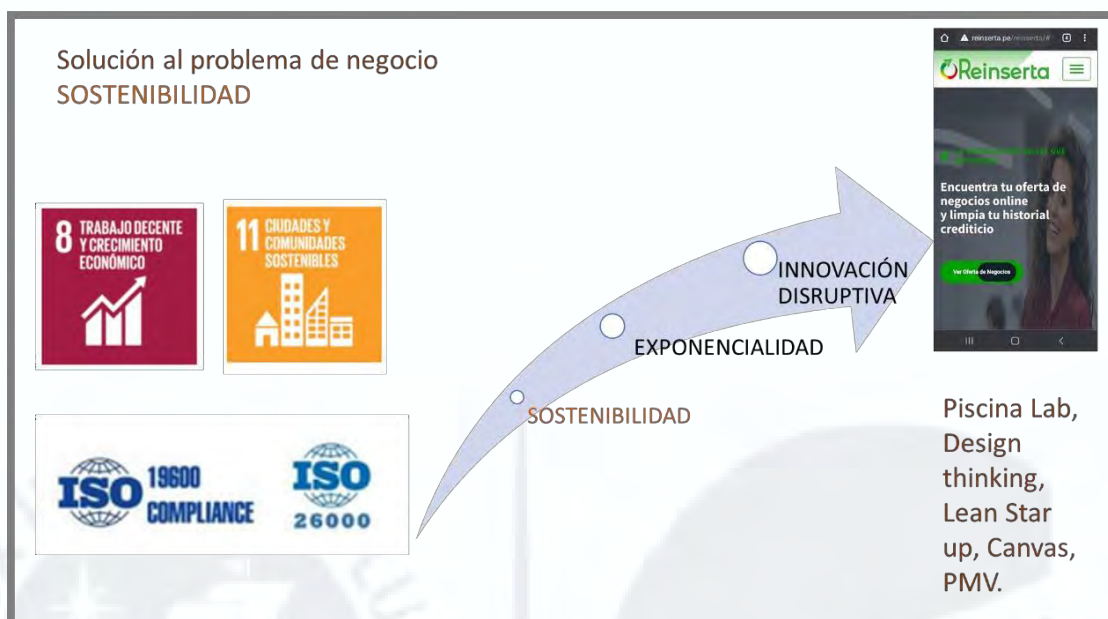 Solución al problema de negocio
SOSTENIBILIDAD
8 TRABAJO DECENTE
Y CRECIMIENTO
ECONÓMICO
11 CIUDADES Y
COMUNIDADES
SOSTENIBLES
ISO 19600
COMPLIANCE
ISO
26000
SOSTENIBILIDAD
EXPONENCIALIDAD
INNOVACIÓN
DISRUPTIVA
reinserta.pe/reinserta/#
Reinserta
Encuentra tu oferta de
negocios online
y limpia tu historial
crediticio
Ver Oferta de Negocios
Piscina Lab,
Design
thinking,
Lean Star
up, Canvas,
PMV.